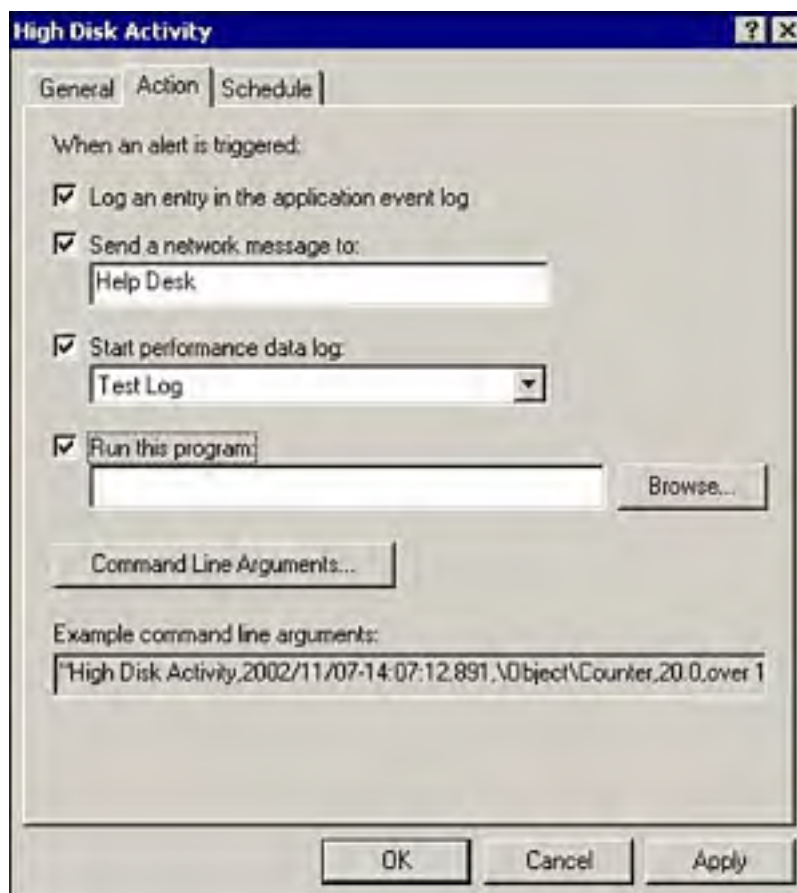 High Disk Activity
General Action Schedule
When an alert is triggered:
Log an entry in the application event log
Send a network message to:
Help Desk
Start performance data log:
Test Log
Run this program:
Browse...
Command Line Arguments...
Example command line arguments:
"High Disk Activity,2002/11/07-14:07:12.891,\Object\Counter,20.0,over 1
OK Cancel Apply